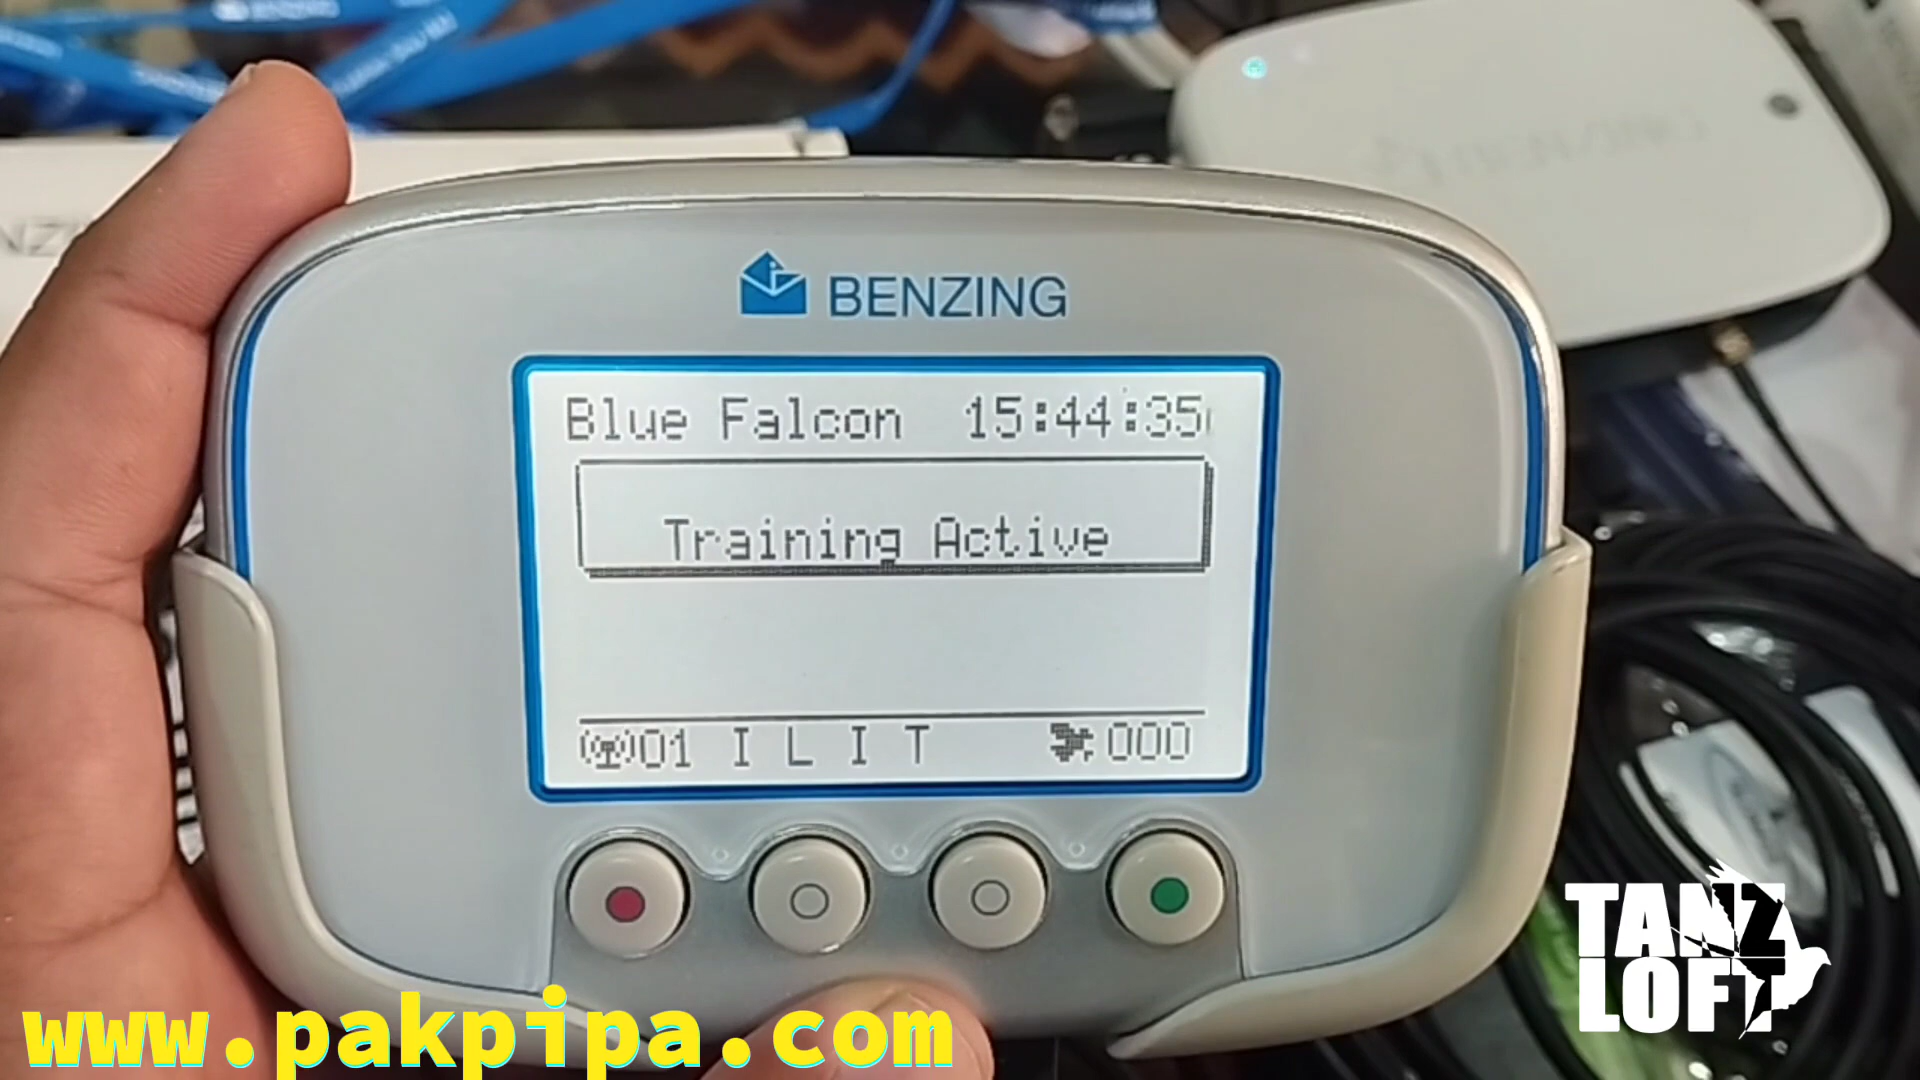 BENZING
Blue Falcon 15:44:35
Training Active
01 I L I T 000
www.pakpipa.com
TANZ
LOFT